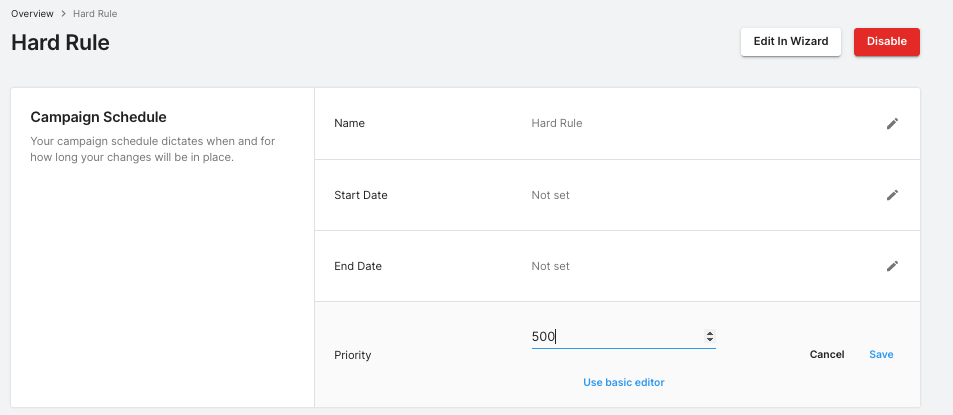 Overview > Hard Rule
Hard Rule
Edit In Wizard
Disable
Campaign Schedule
Your campaign schedule dictates when and for
how long your changes will be in place.
Name
Hard Rule
Start Date
Not set
End Date
Not set
Priority
500
Cancel
Save
Use basic editor